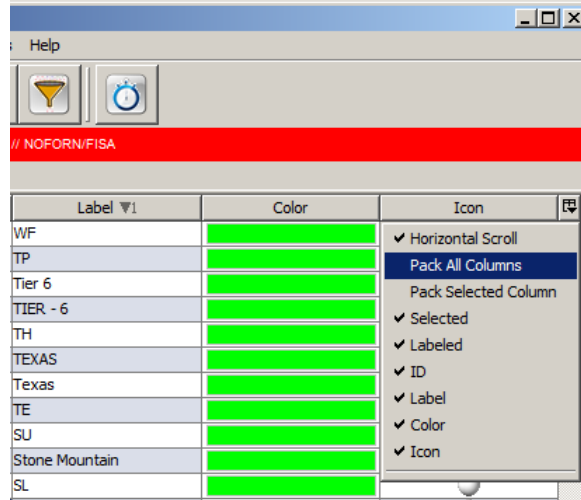 Help
// NOFORN/FISA
Label ▼1 Color Icon
WF
Horizontal Scroll
TP
Pack All Columns
Tier 6
Pack Selected Column
TIER - 6
Selected
TH
Labeled
TEXAS
ID
Texas
Label
TE
Color
SU
Icon
Stone Mountain
SL